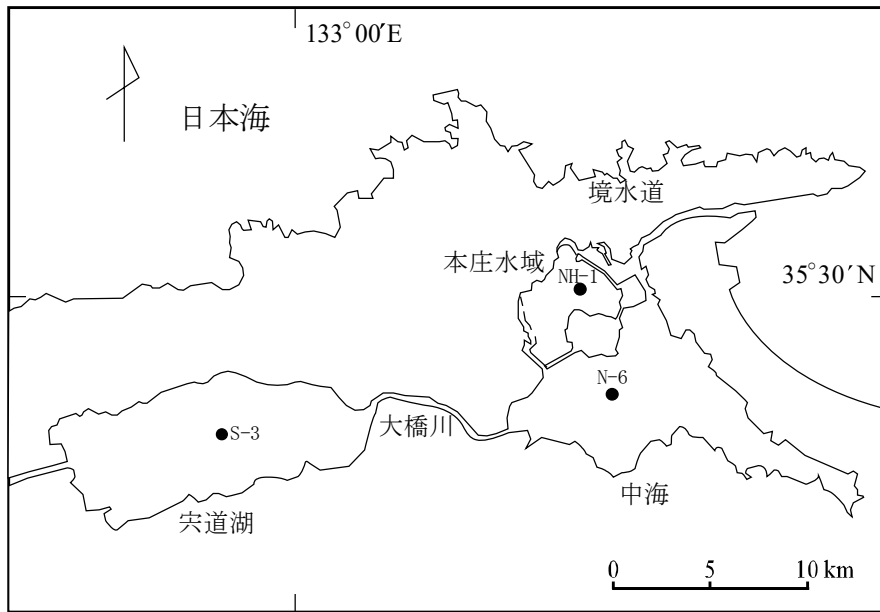 133°00′E
日本海
境水道
本庄水域
NH-1
35°30′N
N-6
S-3
大橋川
中海
宍道湖
0 5 10 km